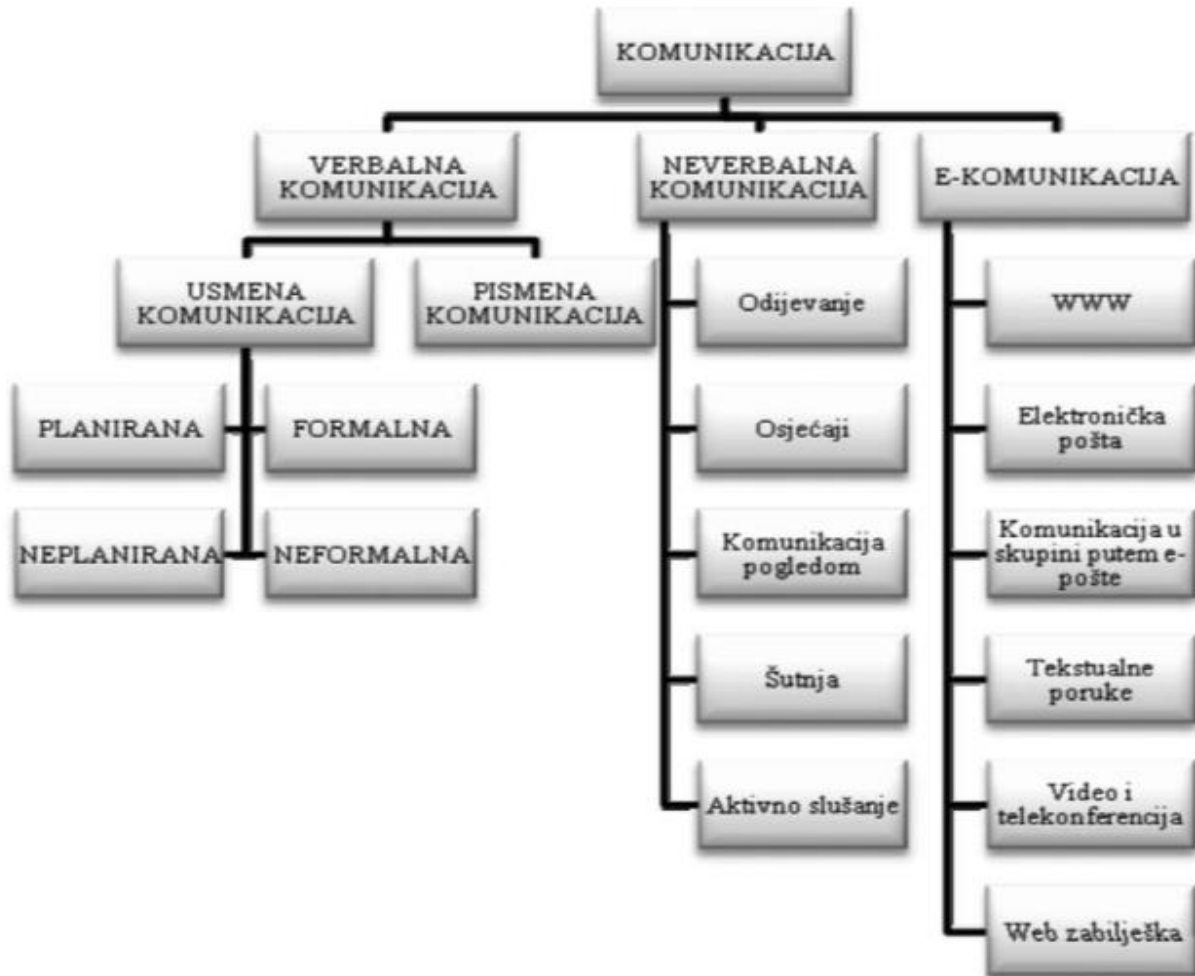 KOMUNIKACIJA
VERBALNA
KOMUNIKACIJA
NEVERBALNA
KOMUNIKACIJA
E-KOMUNIKACIJA
USMENA
KOMUNIKACIJA
PISMENA
KOMUNIKACIJA
PLANIRANA
FORMALNA
NEPLANIRANA
NEFORMALNA
Odijevanje
Osjećaji
Komunikacija
pogledom
Šutnja
Aktivno slušanje
WWW
Elektronička
pošta
Komunikacija u
skupini putem e-
pošte
Tekstualne
poruke
Video i
telekonferencija
Web zabilješka